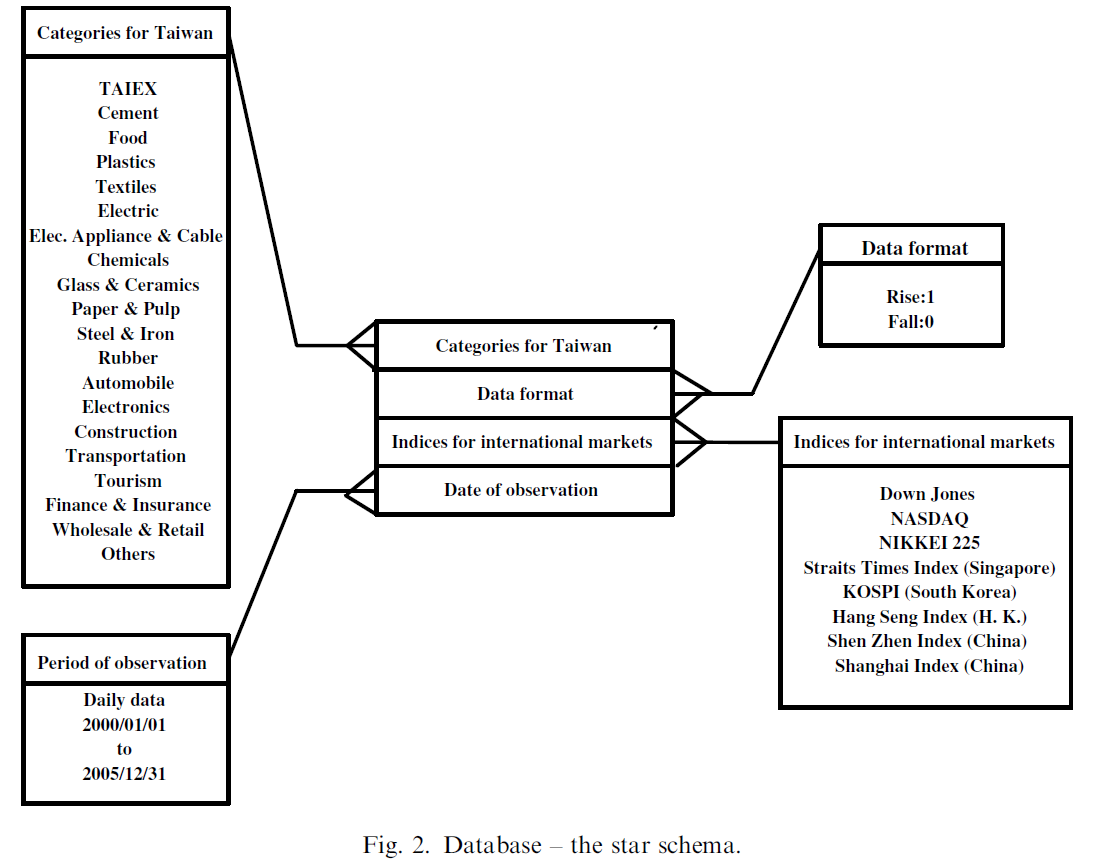 Categories for Taiwan
TAIEX
Cement
Food
Plastics
Textiles
Electric
Elec. Appliance & Cable
Chemicals
Glass & Ceramics
Paper & Pulp
Steel & Iron
Rubber
Automobile
Electronics
Construction
Transportation
Tourism
Finance & Insurance
Wholesale & Retail
Others
Period of observation
Daily data
2000/01/01
to
2005/12/31
Categories for Taiwan
Data format
Indices for international markets
Date of observation
Data format
Rise:1
Fall:0
Indices for international markets
Down Jones
NASDAQ
NIKKEI 225
Straits Times Index (Singapore)
KOSPI (South Korea)
Hang Seng Index (H. K.)
Shen Zhen Index (China)
Shanghai Index (China)
Fig. 2. Database – the star schema.